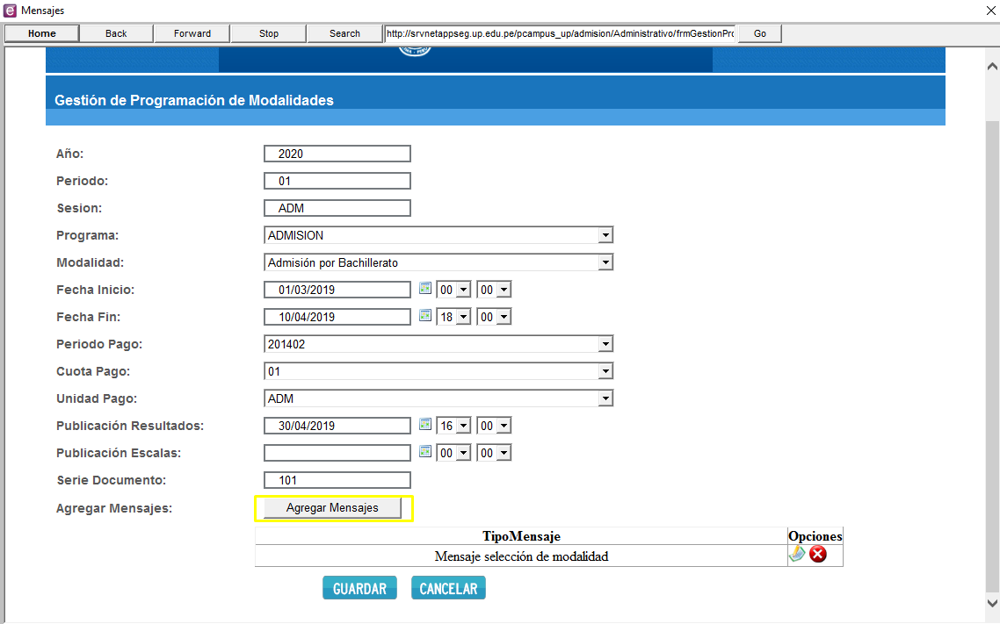 Mensajes
Home Back Forward Stop Search http://srvnetappseg.up.edu.pe/pcampus_up/admision/Administrativo/frmGestionPro Go
Gestión de Programación de Modalidades
Año: 2020
Periodo: 01
Sesion: ADM
Programa: ADMISION
Modalidad: Admisión por Bachillerato
Fecha Inicio: 01/03/2019 00 00
Fecha Fin: 10/04/2019 18 00
Periodo Pago: 201402
Cuota Pago: 01
Unidad Pago: ADM
Publicación Resultados: 30/04/2019 16 00
Publicación Escalas: 00 00
Serie Documento: 101
Agregar Mensajes: Agregar Mensajes
TipoMensaje Opciones
Mensaje selección de modalidad
GUARDAR CANCELAR